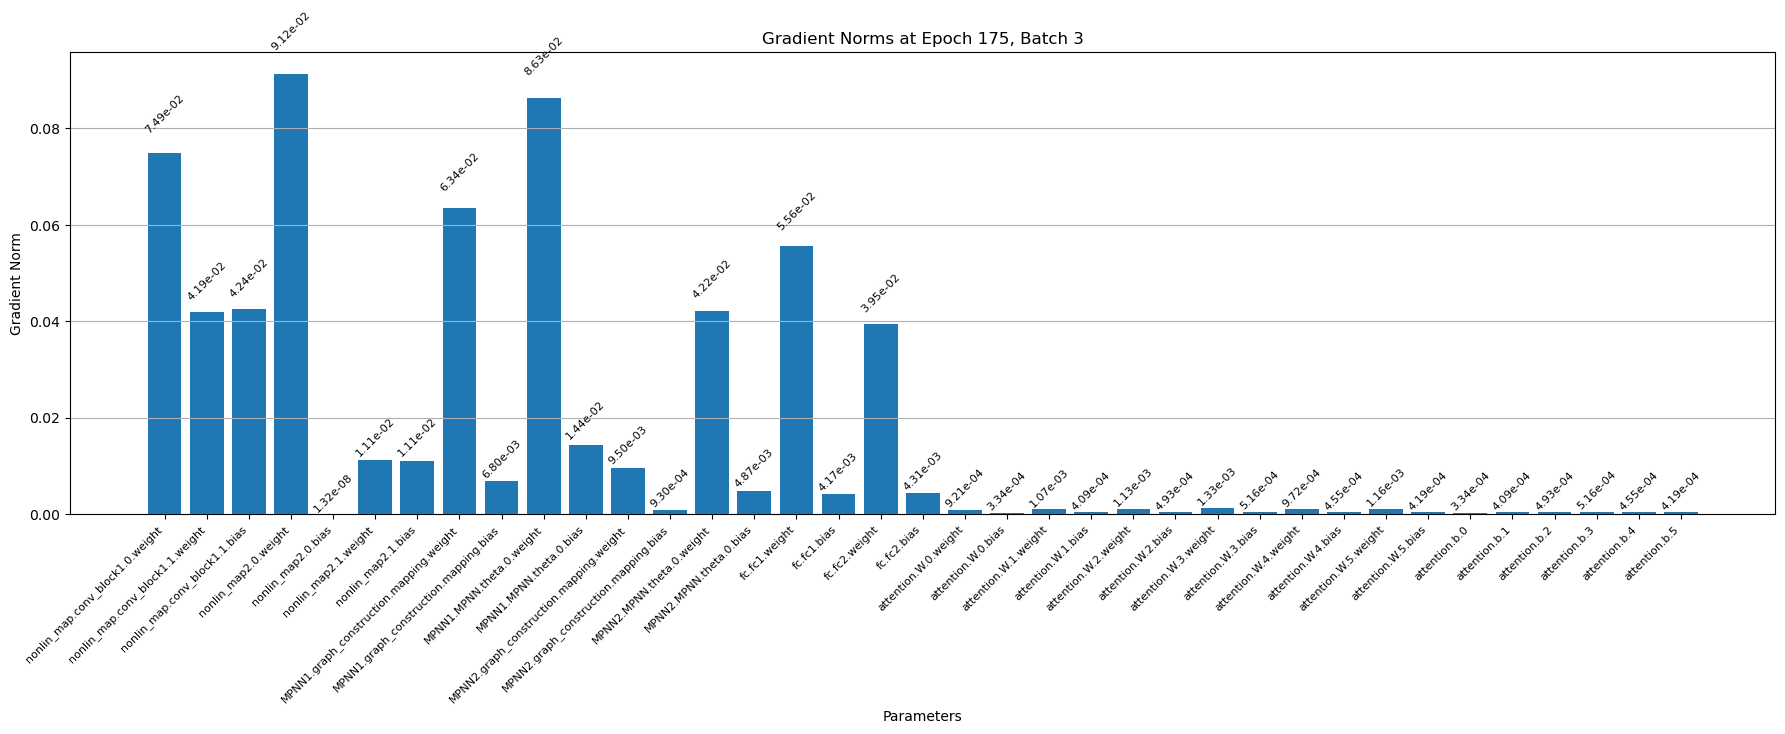 Gradient Norms at Epoch 175, Batch 3
Gradient Norm
0.08
0.06
0.04
0.02
0.00
7.49e-02
4.19e-02
4.24e-02
9.12e-02
1.32e-08
1.11e-02
1.11e-02
6.34e-02
6.80e-03
8.63e-02
1.44e-02
9.50e-03
9.30e-04
4.22e-02
4.87e-03
5.56e-02
4.17e-03
3.95e-02
4.31e-03
9.21e-04
3.34e-04
1.07e-03
4.09e-04
1.13e-03
4.93e-04
1.33e-03
5.16e-04
9.72e-04
4.55e-04
1.16e-03
4.19e-04
3.34e-04
4.09e-04
4.93e-04
5.16e-04
4.55e-04
4.19e-04
nonlin_map.conv_block1.0.weight
nonlin_map.conv_block1.1.weight
nonlin_map.conv_block1.1.bias
nonlin_map2.0.weight
nonlin_map2.0.bias
nonlin_map2.1.weight
nonlin_map2.1.bias
MPNN1.graph_construction.mapping.weight
MPNN1.graph_construction.mapping.bias
MPNN1.MPNN.theta.0.weight
MPNN1.MPNN.theta.0.bias
MPNN2.graph_construction.mapping.weight
MPNN2.graph_construction.mapping.bias
MPNN2.MPNN.theta.0.weight
MPNN2.MPNN.theta.0.bias
fc.fc1.weight
fc.fc1.bias
fc.fc2.weight
fc.fc2.bias
attention.W.0.weight
attention.W.0.bias
attention.W.1.weight
attention.W.1.bias
attention.W.2.weight
attention.W.2.bias
attention.W.3.weight
attention.W.3.bias
attention.W.4.weight
attention.W.4.bias
attention.W.5.weight
attention.W.5.bias
attention.b.0
attention.b.1
attention.b.2
attention.b.3
attention.b.4
attention.b.5
Parameters